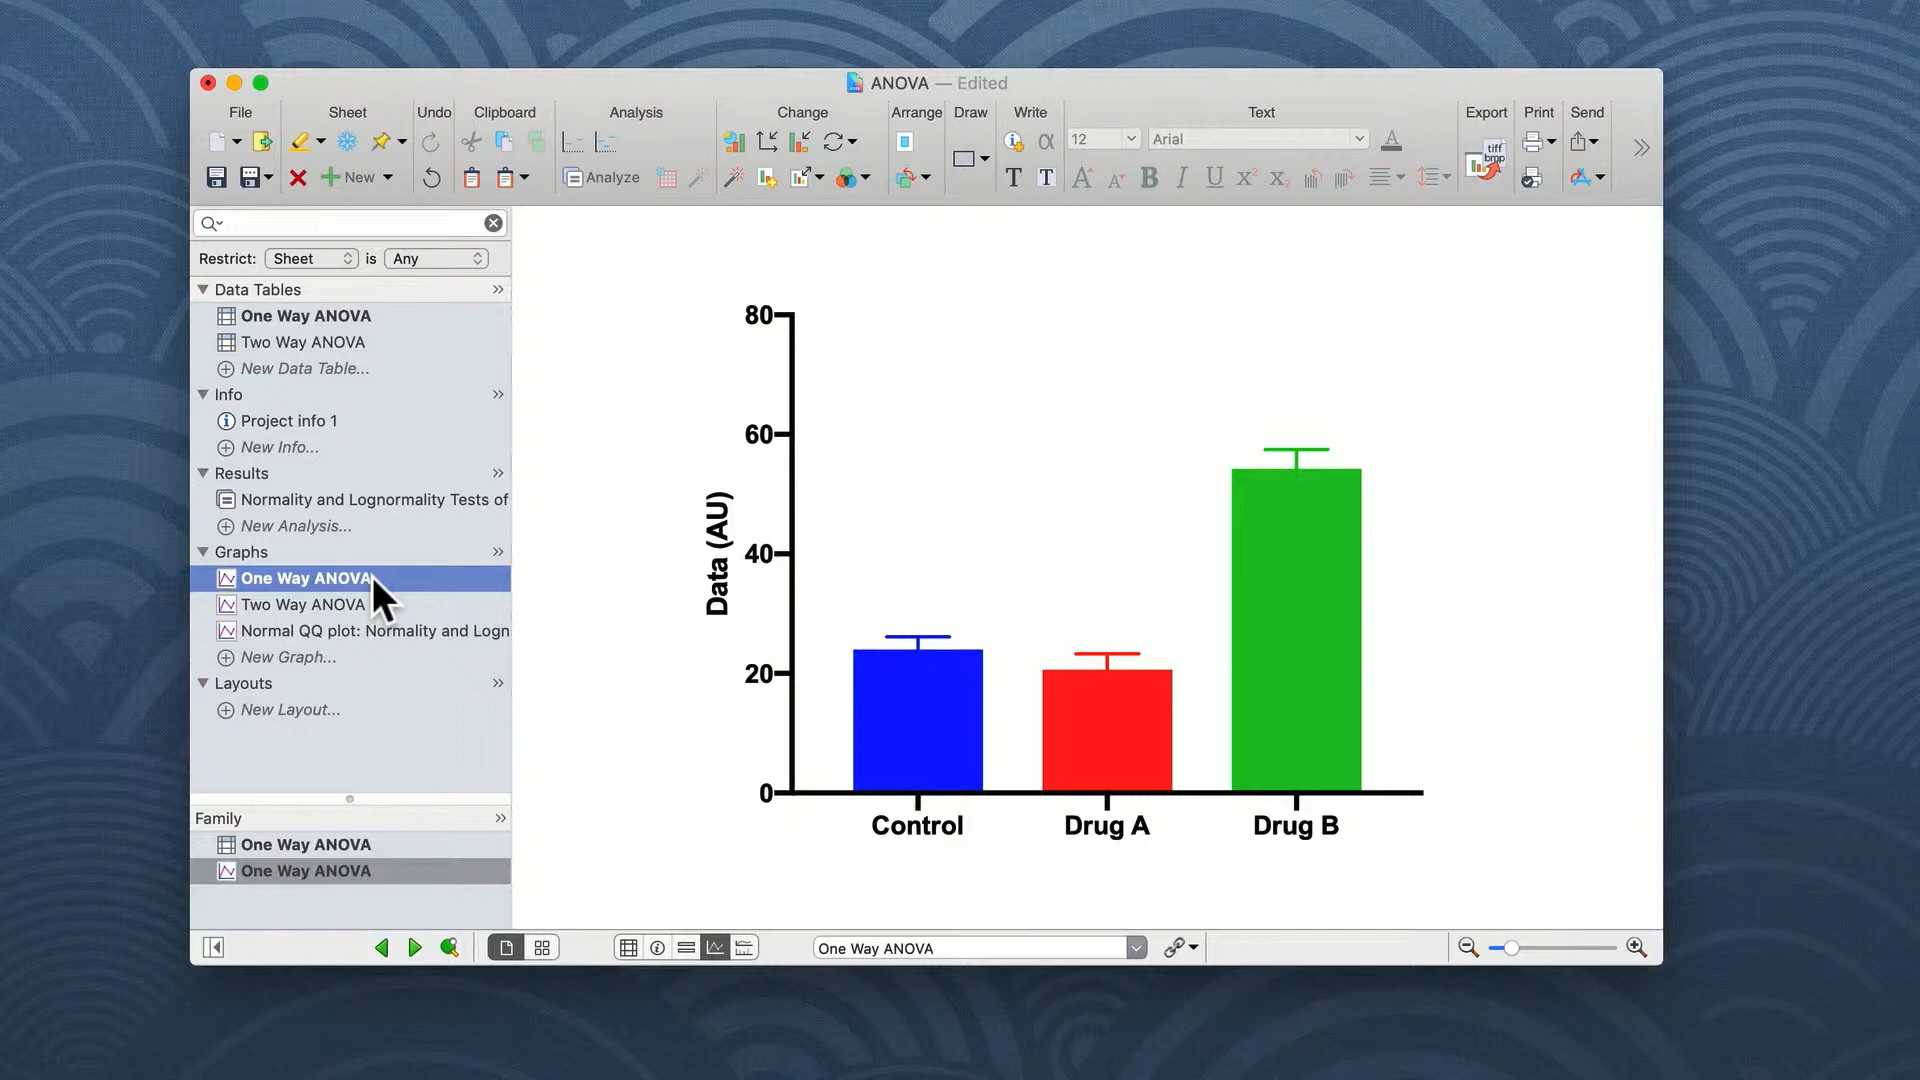 ANOVA — Edited
File Sheet Undo Clipboard Analysis Change Arrange Draw Write Text Export Print Send
12 Arial
tiff
bmp
New Analyze
Restrict: Sheet is Any
Data Tables
One Way ANOVA
Two Way ANOVA
New Data Table...
Info
Project info 1
New Info...
Results
Normality and Lognormality Tests of
New Analysis...
Graphs
One Way ANOVA
Two Way ANOVA
Normal QQ plot: Normality and Logn
New Graph...
Layouts
New Layout...
Family
One Way ANOVA
One Way ANOVA
80
60
40
20
0
Data (AU)
Control Drug A Drug B
One Way ANOVA